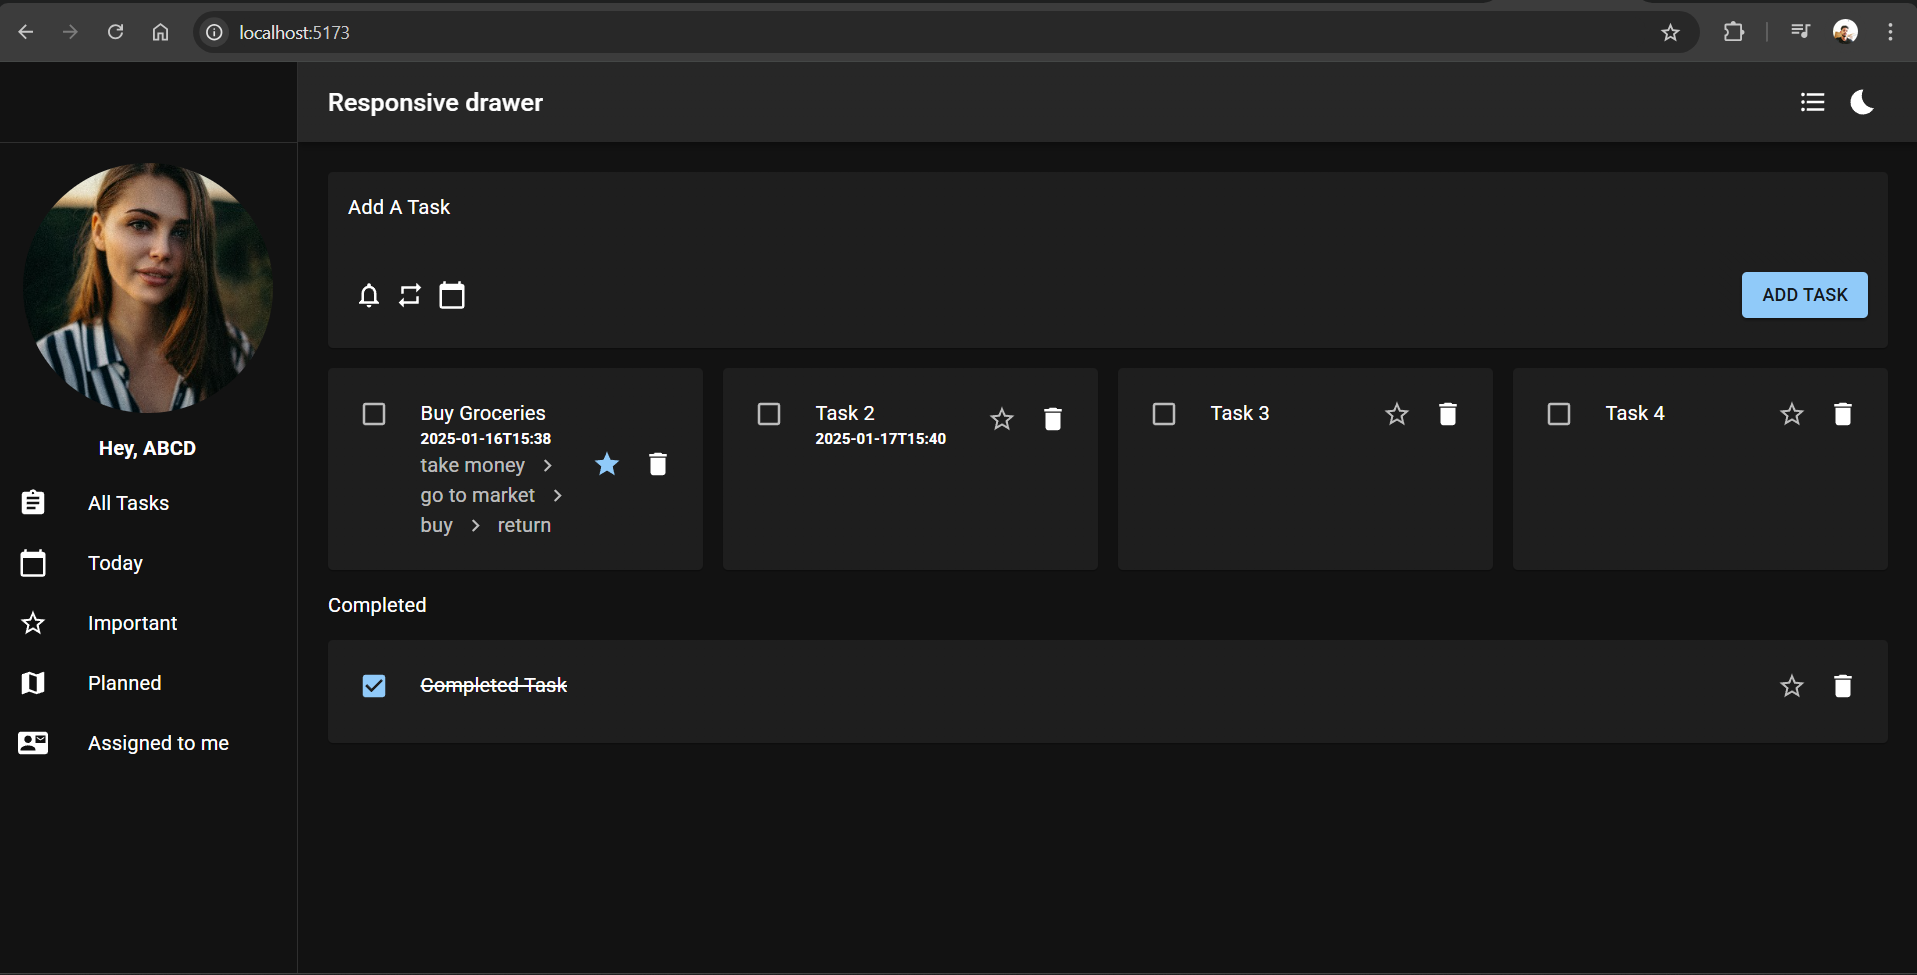 localhost:5173
Responsive drawer
Hey, ABCD
All Tasks
Today
Important
Planned
Assigned to me
Add A Task
ADD TASK
Buy Groceries
2025-01-16T15:38
take money
go to market
buy return
Task 2
2025-01-17T15:40
Task 3
Task 4
Completed
Completed Task